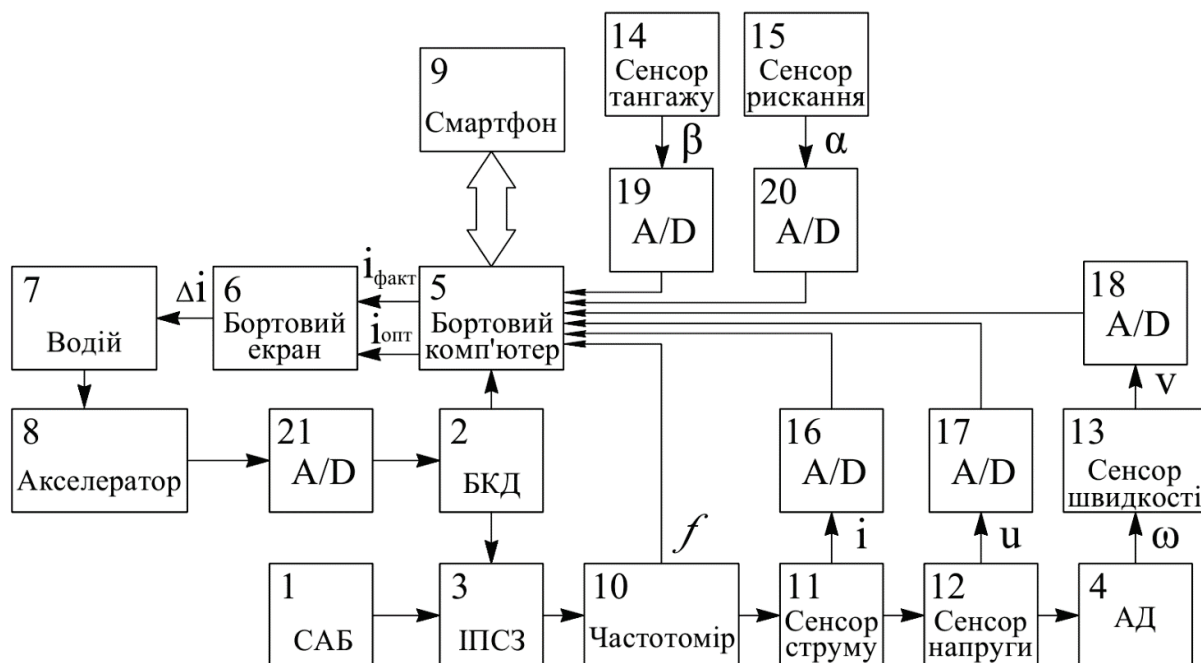 14
Сенсор
тангажу
15
Сенсор
рискання
9
Смартфон
β
α
19
A/D
20
A/D
7
Водій
Δi
6
Бортовий
екран
iфакт
iопт
5
Бортовий
комп'ютер
18
A/D
v
8
Акселератор
21
A/D
2
БКД
16
A/D
17
A/D
13
Сенсор
швидкості
f
i
u
ω
1
САБ
3
ІПСЗ
10
Частотомір
11
Сенсор
струму
12
Сенсор
напруги
4
АД